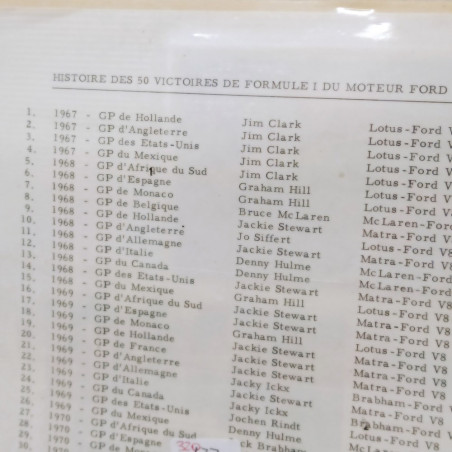 HISTOIRE DES 50 VICTOIRES DE FORMULE I DU MOTEUR FORD
1. 1967 - GP de Hollande Jim Clark Lotus-Ford V
2. 1967 - GP d'Angleterre Jim Clark Lotus-Ford V
3. 1967 - GP des Etats-Unis Jim Clark Lotus-Ford V
4. 1967 - GP du Mexique Jim Clark Lotus-Ford V
5. 1968 - GP d'Afrique du Sud Jim Clark Lotus-Ford V
6. 1968 - GP d'Espagne Graham Hill Lotus-Ford V
7. 1968 - GP de Monaco Graham Hill Lotus-Ford V
8. 1968 - GP de Belgique Bruce McLaren McLaren-Ford
9. 1968 - GP de Hollande Jackie Stewart Matra-Ford V
10. 1968 - GP d'Angleterre Jo Siffert Lotus-Ford V8
11. 1968 - GP d'Allemagne Jackie Stewart Matra-Ford V
12. 1968 - GP d'Italie Denny Hulme McLaren-Ford
13. 1968 - GP du Canada Denny Hulme McLaren-Ford
14. 1968 - GP des Etats-Unis Jackie Stewart Matra-Ford V8
15. 1968 - GP du Mexique Graham Hill Lotus-Ford V8
16. 1969 - GP d'Afrique du Sud Jackie Stewart Matra-Ford V8
17. 1969 - GP d'Espagne Jackie Stewart Matra-Ford V8
18. 1969 - GP de Monaco Graham Hill Lotus-Ford V8
19. 1969 - GP de Hollande Jackie Stewart Matra-Ford V8
20. 1969 - GP de France Jackie Stewart Matra-Ford V8
21. 1969 - GP d'Angleterre Jackie Stewart Matra-Ford V8
22. 1969 - GP d'Allemagne Jacky Ickx Brabham-Ford
23. 1969 - GP d'Italie Jackie Stewart Matra-Ford V8
24. 1969 - GP du Canada Jacky Ickx Brabham-Ford
25. 1969 - GP des Etats-Unis Jochen Rindt Lotus-Ford V8
26. 1969 - GP du Mexique Denny Hulme
28. 1970 - GP d'Afrique du Sud Brabham
29. 1970 - GP d'Espagne
30. GP de